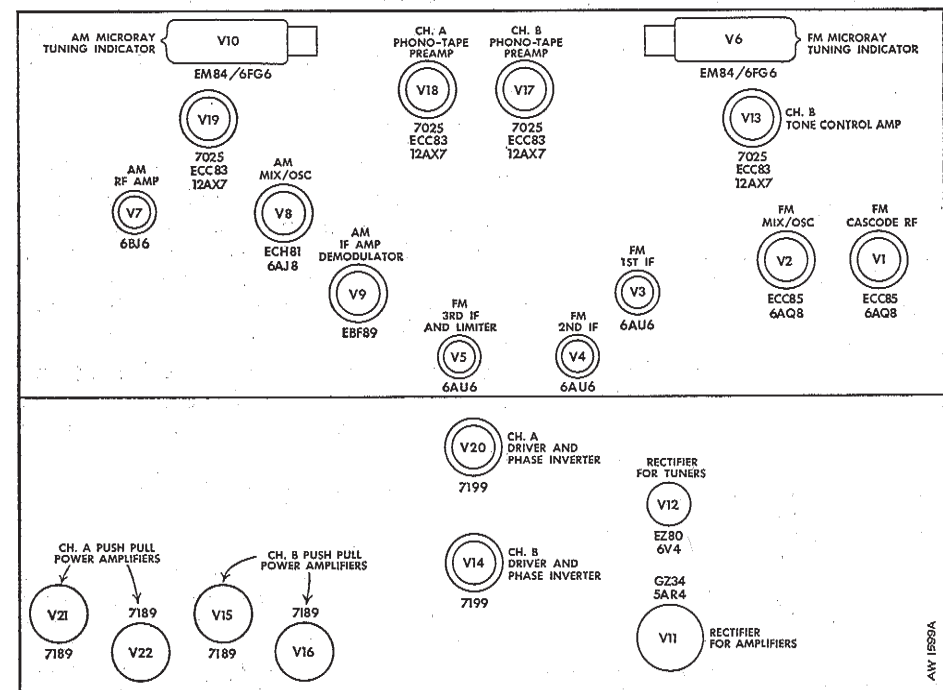 AM MICRORAY
TUNING INDICATOR
V10
EM84/6FG6
CH. A
PHONO-TAPE
PREAMP
V18
7025
ECC83
12AX7
CH. B
PHONO-TAPE
PREAMP
V17
7025
ECC83
12AX7
V6
FM MICRORAY
TUNING INDICATOR
EM84/6FG6
V19
7025
ECC83
12AX7
V13
CH. B
TONE CONTROL AMP
7025
ECC83
12AX7
AM
RF AMP
V7
6BJ6
AM
MIX/OSC
V8
ECH81
6AJ8
AM
IF AMP
DEMODULATOR
V9
EBF89
FM
3RD IF
AND LIMITER
V5
6AU6
FM
2ND IF
V4
6AU6
FM
1ST IF
V3
6AU6
FM
MIX/OSC
V2
ECC85
6AQ8
FM
CASCODE RF
V1
ECC85
6AQ8
V20
CH. A
DRIVER AND
PHASE INVERTER
7199
RECTIFIER
FOR TUNERS
V12
EZ80
6V4
V14
CH. B
DRIVER AND
PHASE INVERTER
7199
CH. A PUSH PULL
POWER AMPLIFIERS
V21
7189
7189
V22
CH. B PUSH PULL
POWER AMPLIFIERS
7189
V15
7189
7189
V16
GZ34
5AR4
V11
RECTIFIER
FOR AMPLIFIERS
AW 1599A